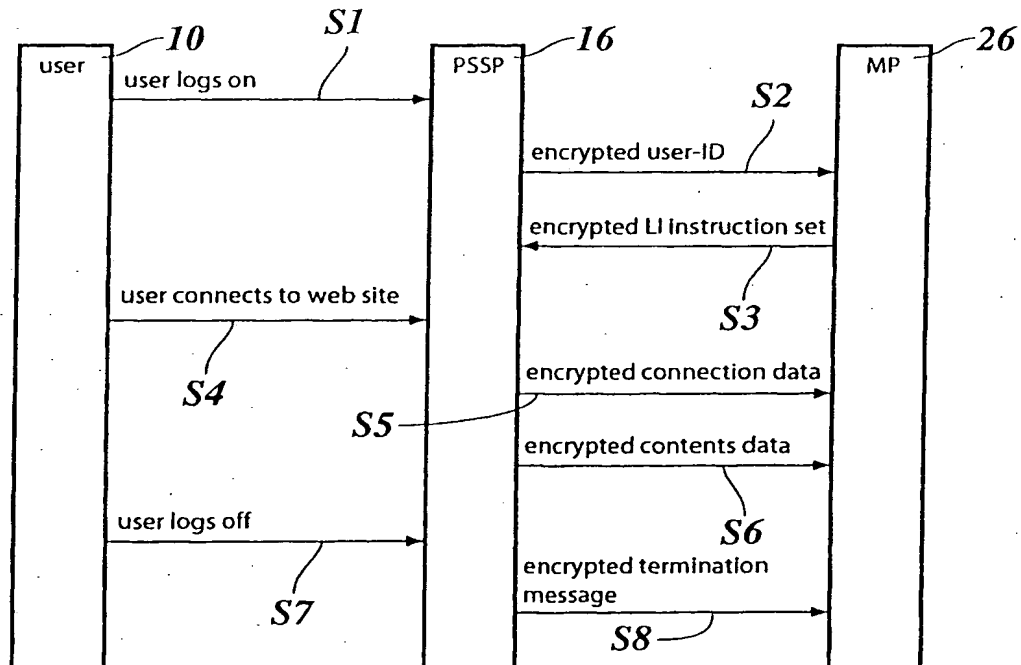 S1
10
16
26
user
PSSP
MP
user logs on
S2
encrypted user-ID
encrypted LI instruction set
S3
user connects to web site
S4
encrypted connection data
S5
encrypted contents data
S6
user logs off
S7
encrypted termination
message
S8